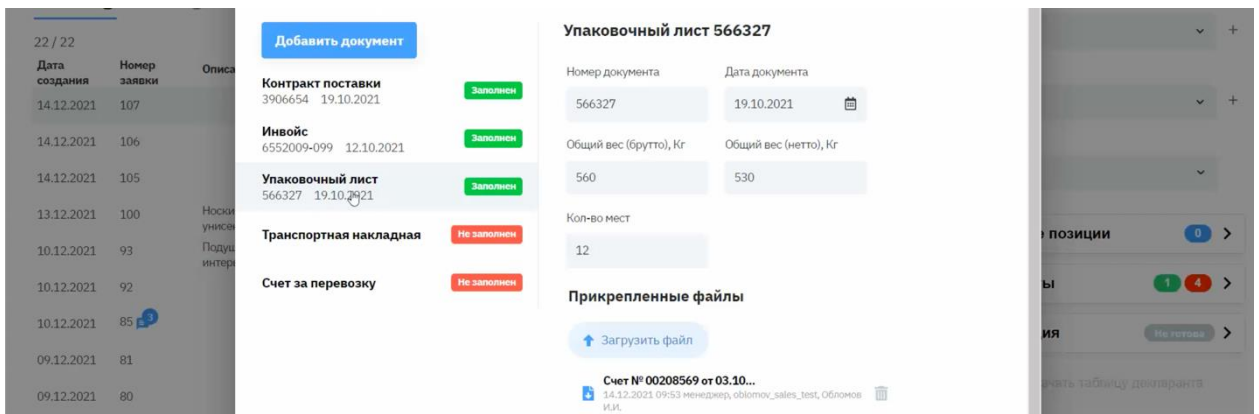 22 / 22
Дата создания
Номер заявки
14.12.2021 107
14.12.2021 106
14.12.2021 105
13.12.2021 100
10.12.2021 93
10.12.2021 92
10.12.2021 85 3
09.12.2021 81
09.12.2021 80
Добавить документ
Контракт поставки
3906654 19.10.2021
Заполнен
Инвойс
6552009-099 12.10.2021
Заполнен
Упаковочный лист
566327 19.10.2021
Заполнен
Транспортная накладная
Не заполнен
Счет за перевозку
Не заполнен
Упаковочный лист 566327
Номер документа
Дата документа
566327
19.10.2021
Общий вес (брутто), Кг
Общий вес (нетто), Кг
560
530
Кол-во мест
12
Прикрепленные файлы
Загрузить файл
Счет № 00208569 от 03.10...
14.12.2021 09:53 менеджер, oblomov_sales_test, Обломов
И.И.
позиции
0
1 4
Не готова
таблицу декларанта